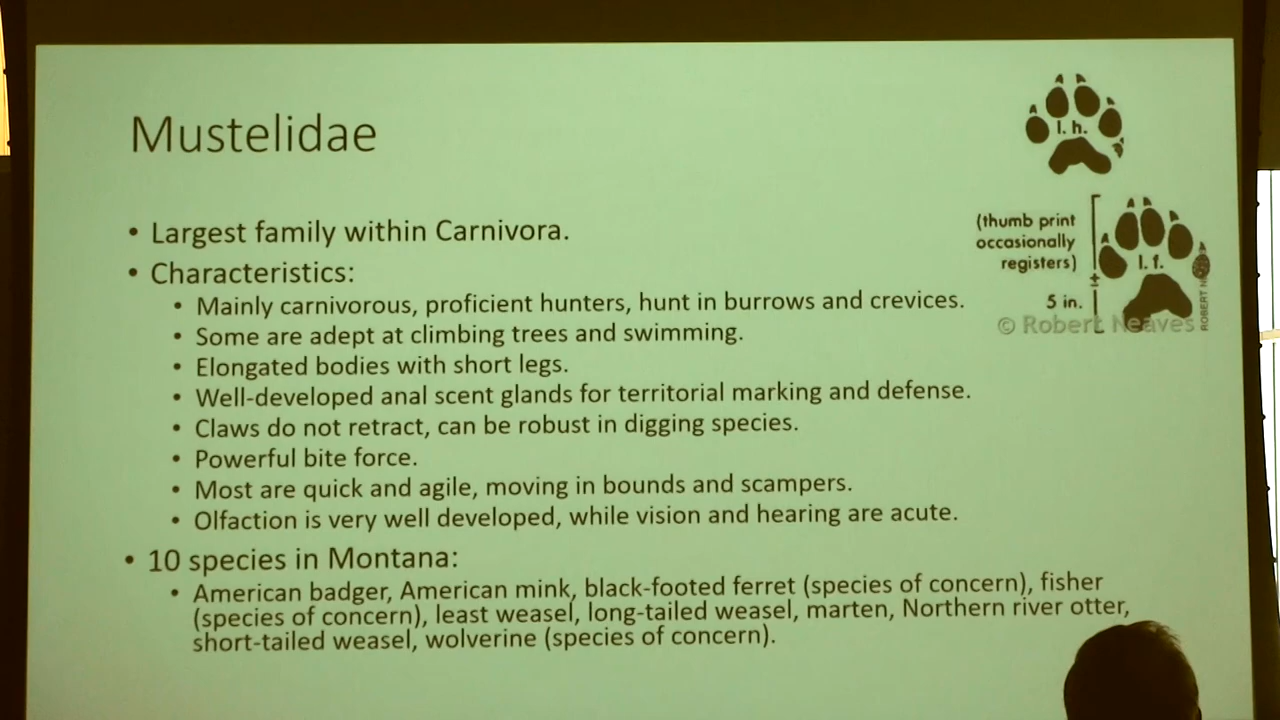 Mustelidae
l. h.
• Largest family within Carnivora.
(thumb print
occasionally
registers)
l. f.
±
5 in.
© Robert Neaves
• Characteristics:
• Mainly carnivorous, proficient hunters, hunt in burrows and crevices.
• Some are adept at climbing trees and swimming.
• Elongated bodies with short legs.
• Well-developed anal scent glands for territorial marking and defense.
• Claws do not retract, can be robust in digging species.
• Powerful bite force.
• Most are quick and agile, moving in bounds and scampers.
• Olfaction is very well developed, while vision and hearing are acute.
• 10 species in Montana:
• American badger, American mink, black-footed ferret (species of concern), fisher
(species of concern), least weasel, long-tailed weasel, marten, Northern river otter,
short-tailed weasel, wolverine (species of concern).